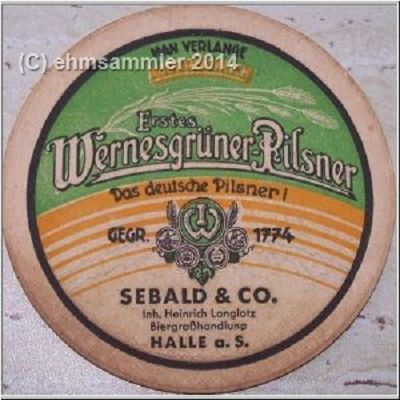 MAN VERLANGE
(C) ehmsammler 2014
Erstes
Wernesgrüner-Pilsner
Das deutsche Pilsner!
GEGR. 1774
W
SEBALD & CO.
Inh. Heinrich Langlotz
Biergroßhandlung
HALLE a. S.